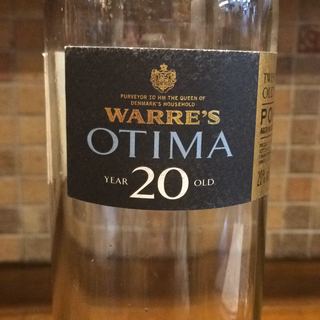 PURVEYOR TO HM THE QUEEN OF
DENMARK'S HOUSEHOLD
WARRE'S
OTIMA
YEAR 20 OLD